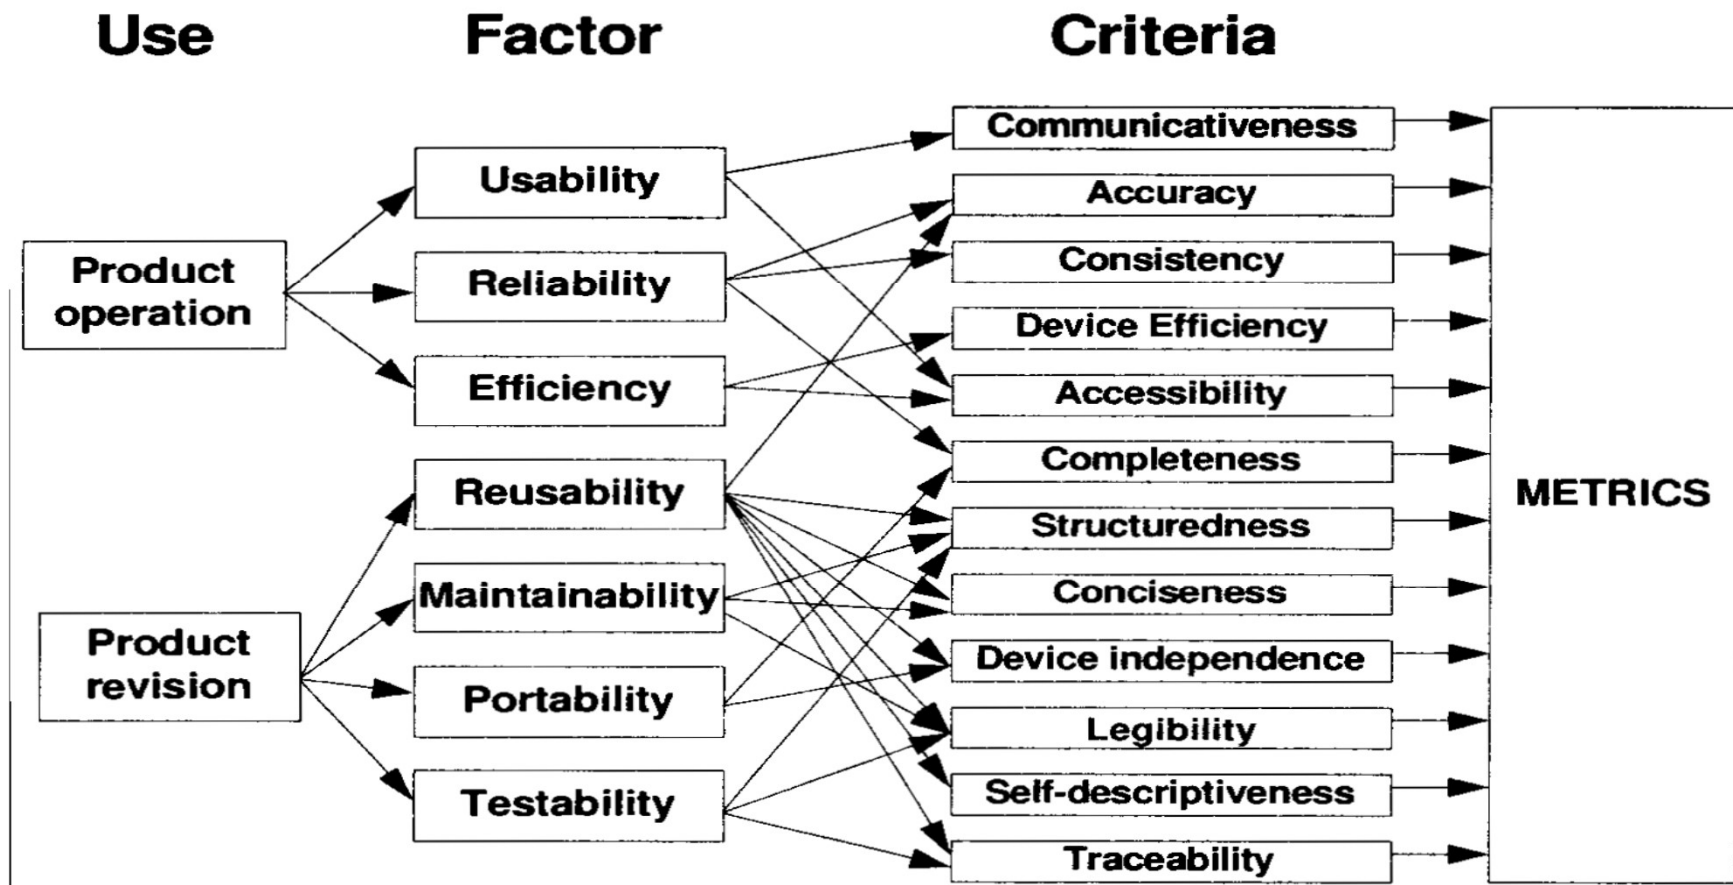 Use
Factor
Criteria
Product
operation
Product
revision
Usability
Reliability
Efficiency
Reusability
Maintainability
Portability
Testability
Communicativeness
Accuracy
Consistency
Device Efficiency
Accessibility
Completeness
Structuredness
Conciseness
Device independence
Legibility
Self-descriptiveness
Traceability
METRICS